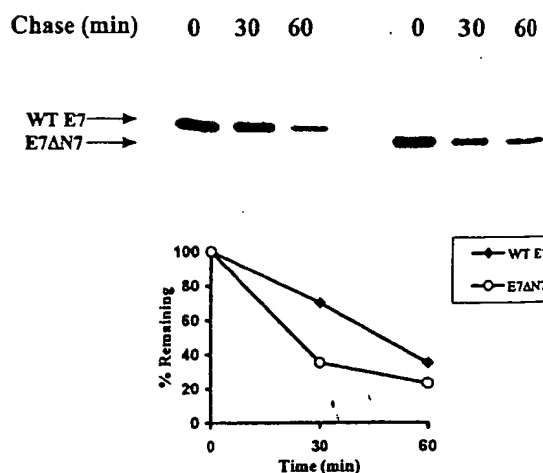 Chase (min) 0 30 60 0 30 60
WT E7
E7ΔN7
100
80
60
40
20
0
% Remaining
0 30 60
Time (min)
WT E7
E7ΔN7